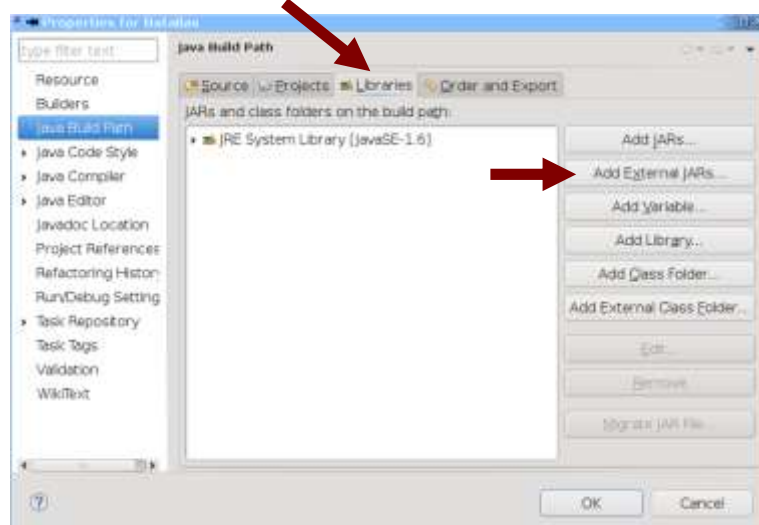 Properties for
type filter text
Java Build Path
Resource
Builders
Java Build Path
Java Code Style
Java Compiler
Java Editor
Javadoc Location
Project References
Refactoring Histor
Run/Debug Setting
Task Repository
Task Tags
Validation
WikiText
Source
Projects
Libraries
Order and Export
JARs and class folders on the build path:
JRE System Library [JavaSE-1.6]
Add JARs...
Add External JARs...
Add Variable...
Add Library...
Add Class Folder...
Add External Class Folder...
Edit...
Remove
Migrate JAR File...
OK
Cancel